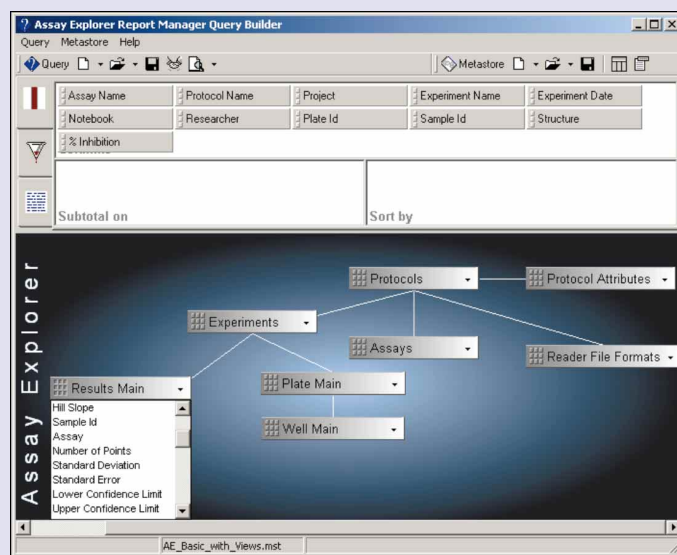 ? Assay Explorer Report Manager Query Builder
Query Metastore Help
Query Metastore
Assay Name Protocol Name Project Experiment Name Experiment Date
Notebook Researcher Plate Id Sample Id Structure
% Inhibition
Subtotal on Sort by
Assay Explorer
Protocols Protocol Attributes
Experiments
Assays
Reader File Formats
Results Main
Plate Main
Well Main
Hill Slope
Sample Id
Assay
Number of Points
Standard Deviation
Standard Error
Lower Confidence Limit
Upper Confidence Limit
AE_Basic_with_Views.mst